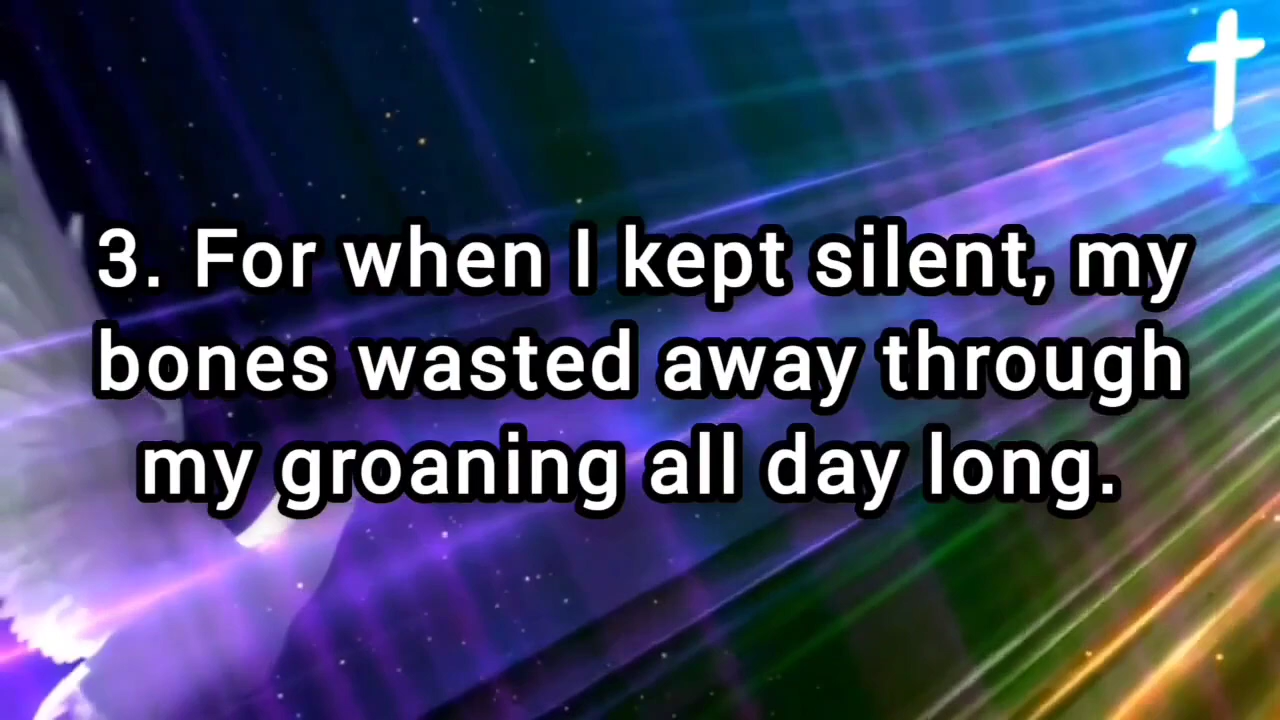 3. For when I kept silent, my
bones wasted away through
my groaning all day long.